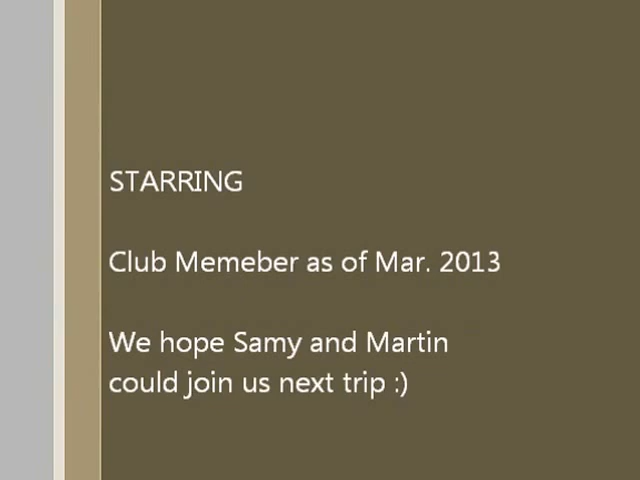 STARRING
Club Memeber as of Mar. 2013
We hope Samy and Martin
could join us next trip :)